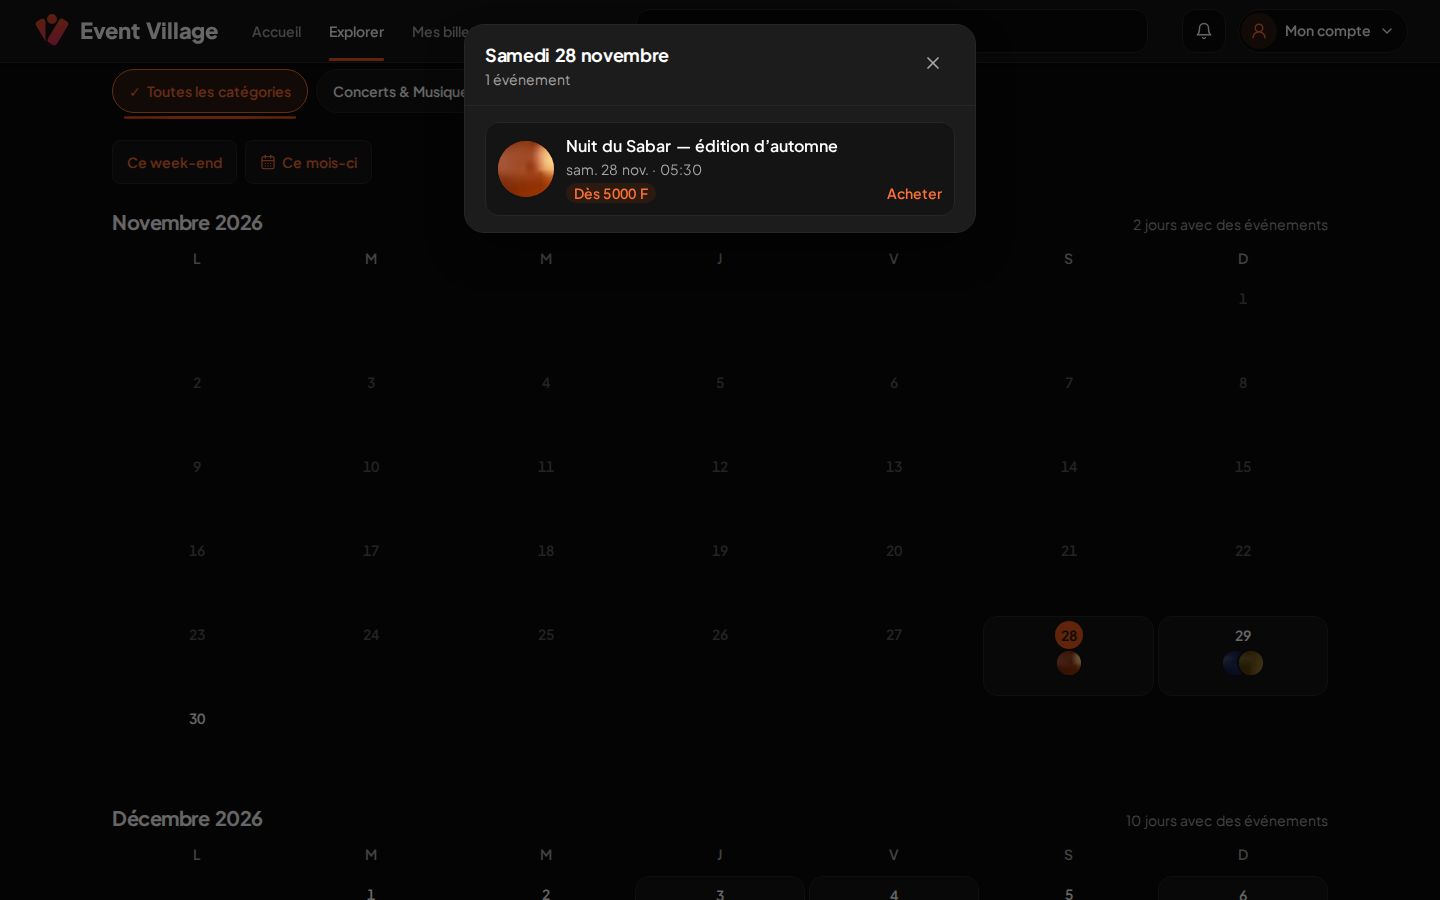 Event Village
Accueil
Explorer
Mes bille
Mon compte
Samedi 28 novembre
1 événement
✓ Toutes les catégories
Concerts & Musique
Nuit du Sabar — édition d’automne
sam. 28 nov. · 05:30
Dès 5000 F
Acheter
Ce week-end
Ce mois-ci
Novembre 2026
2 jours avec des événements
L M M J V S D
1
2 3 4 5 6 7 8
9 10 11 12 13 14 15
16 17 18 19 20 21 22
23 24 25 26 27 28 29
30
Décembre 2026
10 jours avec des événements
L M M J V S D
1 2 3 4 5 6